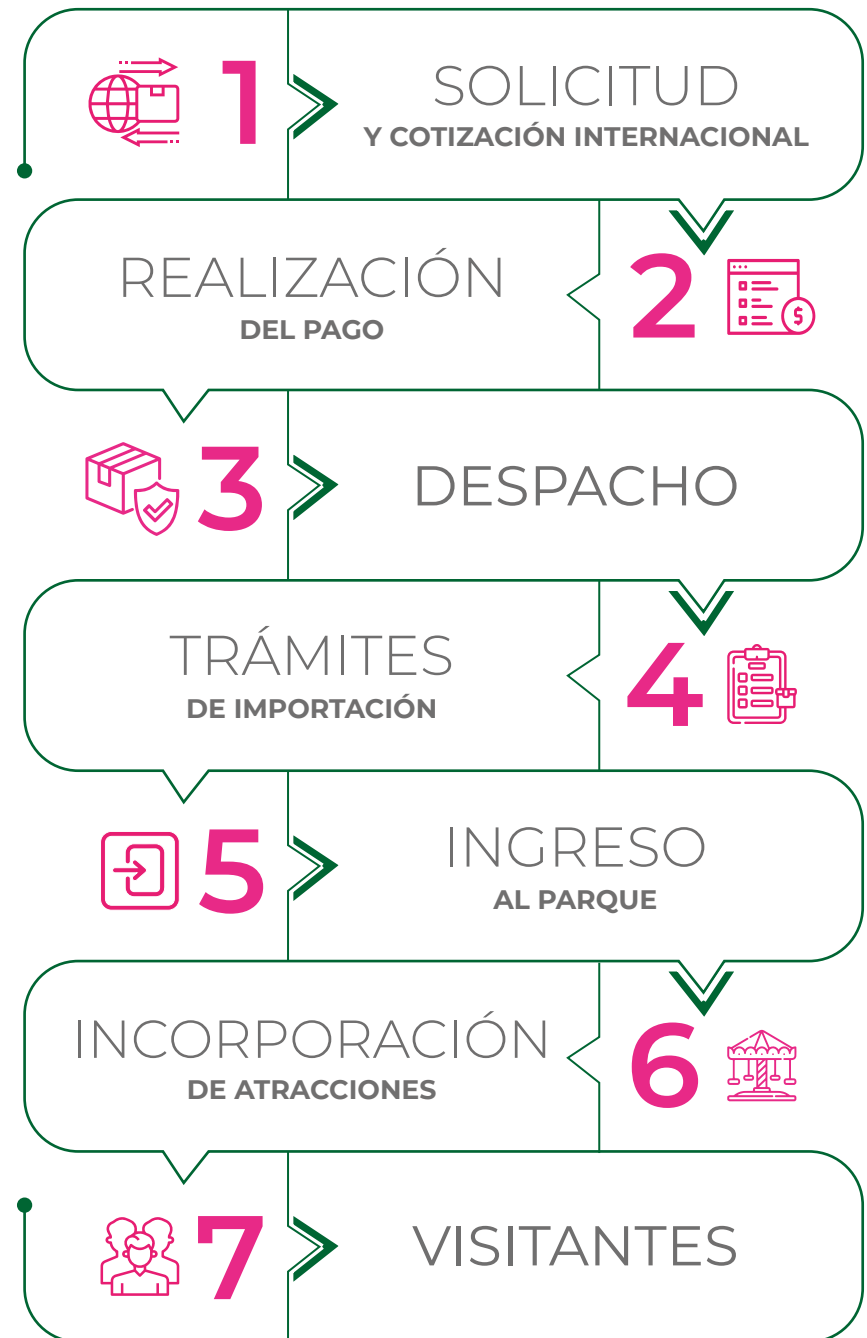 1
SOLICITUD
Y COTIZACIÓN INTERNACIONAL
REALIZACIÓN
DEL PAGO
2
$
3
DESPACHO
TRÁMITES
DE IMPORTACIÓN
4
5
INGRESO
AL PARQUE
INCORPORACIÓN
DE ATRACCIONES
6
7
VISITANTES